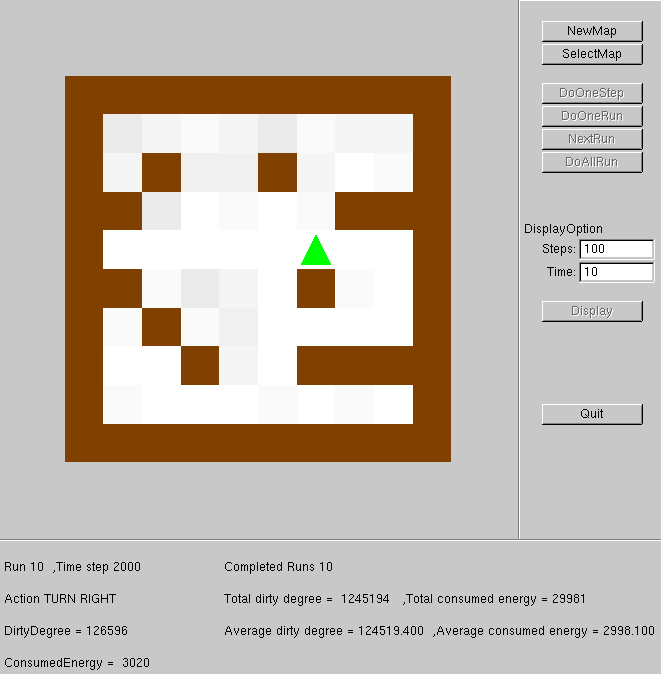 NewMap
SelectMap
DoOneStep
DoOneRun
NextRun
DoAllRun
DisplayOption
Steps: 100
Time: 10
Display
Quit
Run 10 ,Time step 2000 Completed Runs 10
Action TURN RIGHT Total dirty degree = 1245194 ,Total consumed energy = 29981
DirtyDegree = 126596 Average dirty degree = 124519.400 ,Average consumed energy = 2998.100
ConsumedEnergy = 3020